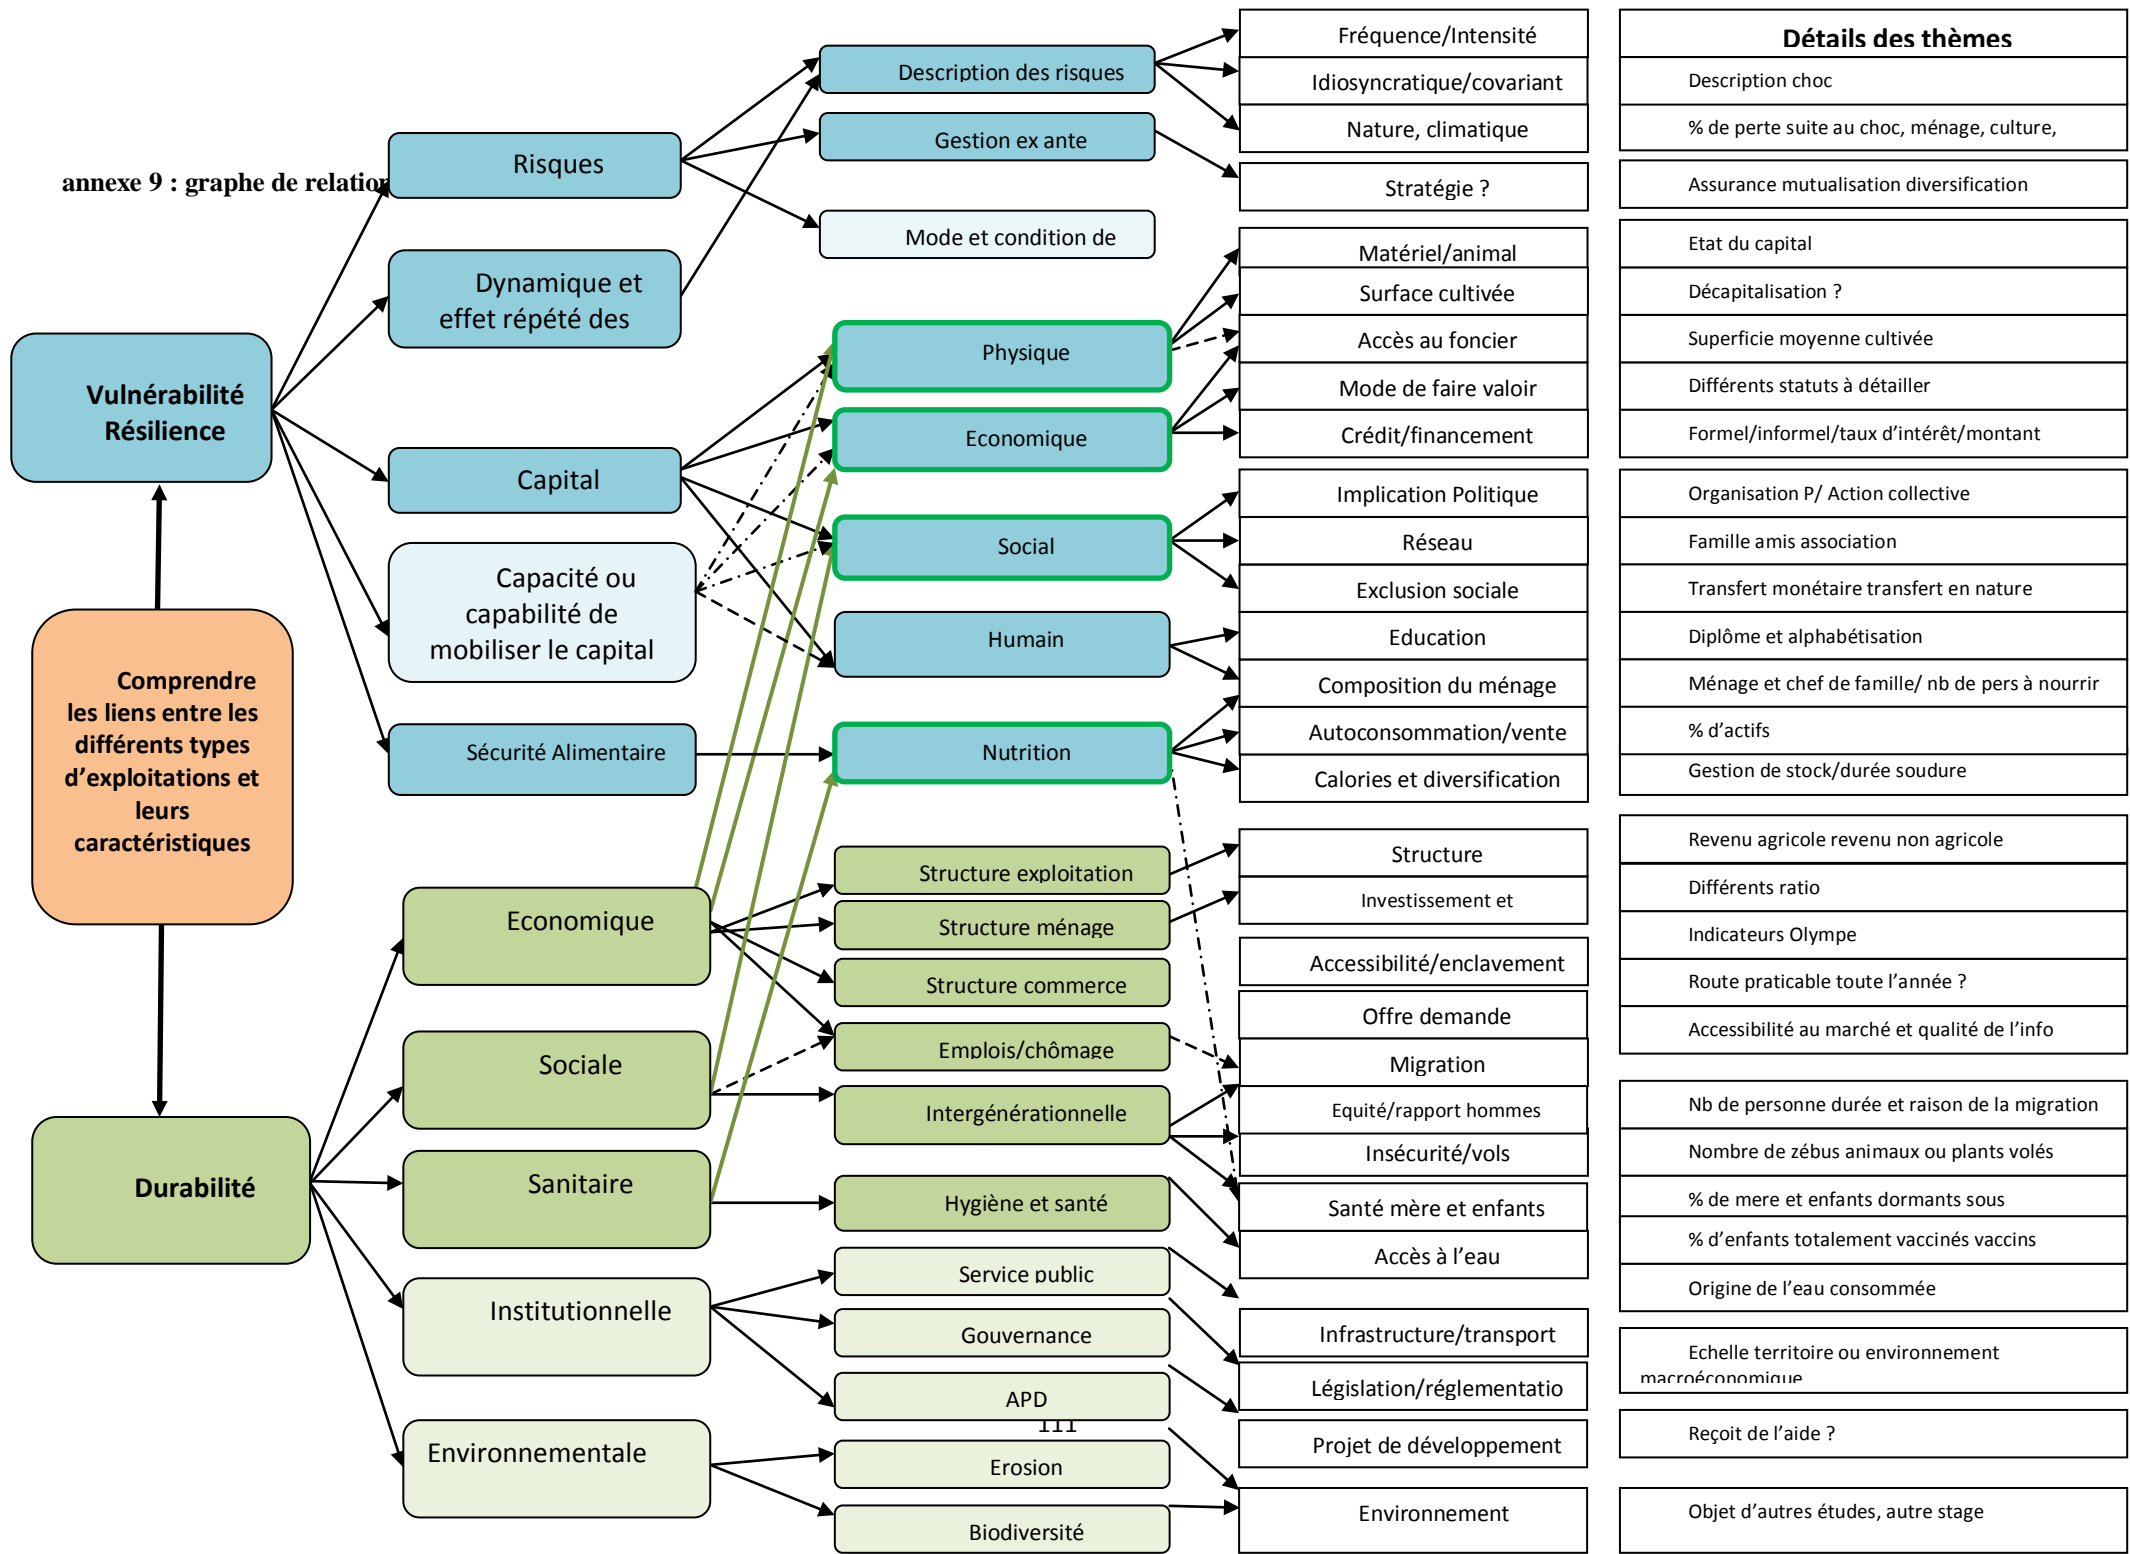 annexe 9 : graphe de relation
Vulnérabilité
Résilience
Comprendre
les liens entre les
différents types
d'exploitations et
leurs
caractéristiques
Durabilité
Risques
Dynamique et
effet répété des
Capital
Capacité ou
capabilité de
mobiliser le capital
Sécurité Alimentaire
Economique
Sociale
Sanitaire
Institutionnelle
Environnementale
Description des risques
Gestion ex ante
Mode et condition de
Physique
Economique
Social
Humain
Nutrition
Structure exploitation
Structure ménage
Structure commerce
Emplois/chômage
Intergénérationnelle
Hygiène et santé
Service public
Gouvernance
APD
111
Erosion
Biodiversité
Fréquence/Intensité
Idiosyncratique/covariant
Nature, climatique
Stratégie ?
Matériel/animal
Surface cultivée
Accès au foncier
Mode de faire valoir
Crédit/financement
Implication Politique
Réseau
Exclusion sociale
Education
Composition du ménage
Autoconsommation/vente
Calories et diversification
Structure
Investissement et
Accessibilité/enclavement
Offre demande
Migration
Equité/rapport hommes
Insécurité/vols
Santé mère et enfants
Accès à l'eau
Infrastructure/transport
Législation/réglementatio
Projet de développement
Environnement
Détails des thèmes
Description choc
% de perte suite au choc, ménage, culture,
Assurance mutualisation diversification
Etat du capital
Décapitalisation ?
Superficie moyenne cultivée
Différents statuts à détailler
Formel/informel/taux d'intérêt/montant
Organisation P/ Action collective
Famille amis association
Transfert monétaire transfert en nature
Diplôme et alphabétisation
Ménage et chef de famille/ nb de pers à nourrir
% d'actifs
Gestion de stock/durée soudure
Revenu agricole revenu non agricole
Différents ratio
Indicateurs Olympe
Route praticable toute l'année ?
Accessibilité au marché et qualité de l'info
Nb de personne durée et raison de la migration
Nombre de zébus animaux ou plants volés
% de mere et enfants dormants sous
% d'enfants totalement vaccinés vaccins
Origine de l'eau consommée
Echelle territoire ou environnement
macroéconomique
Reçoit de l'aide ?
Objet d'autres études, autre stage